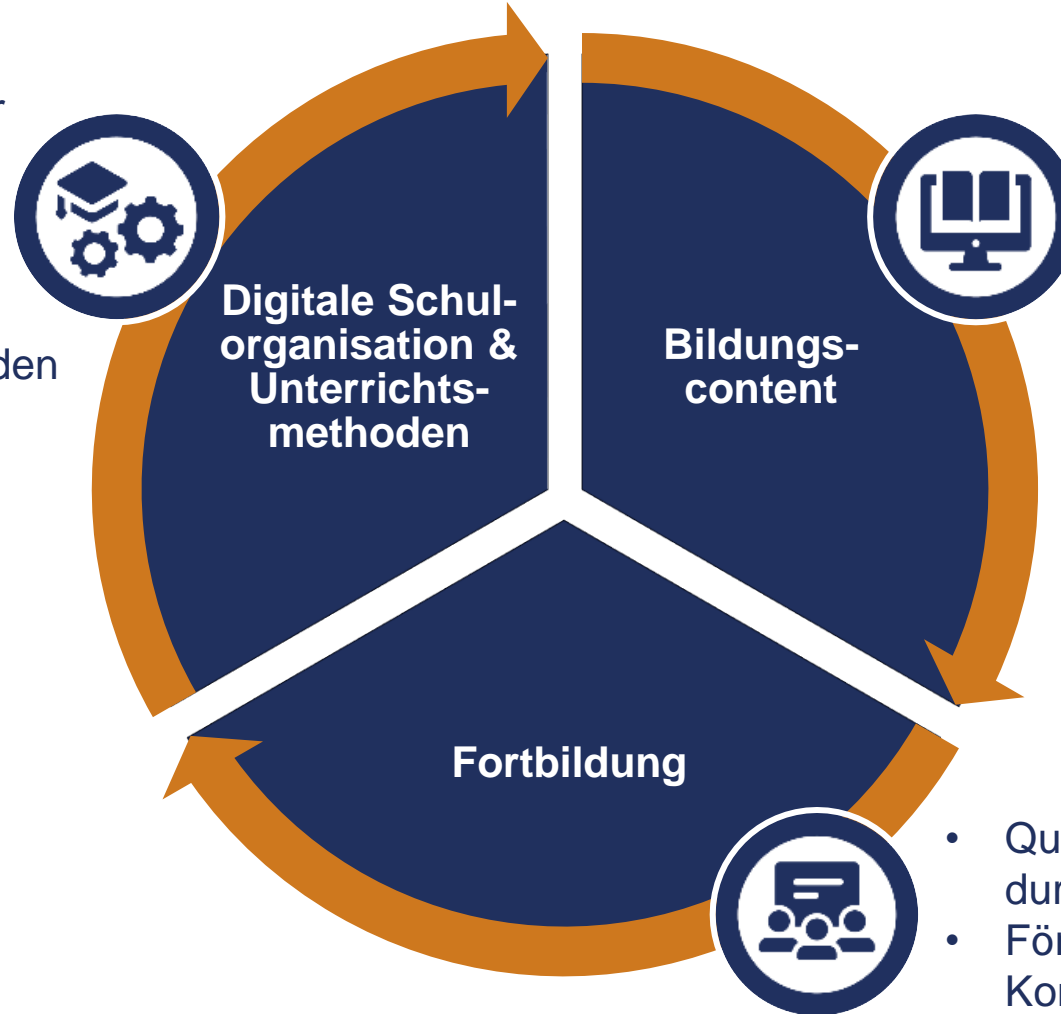 Digitale Schul-
organisation &
Unterrichts-
methoden
Bildungs-
content
Fortbildung